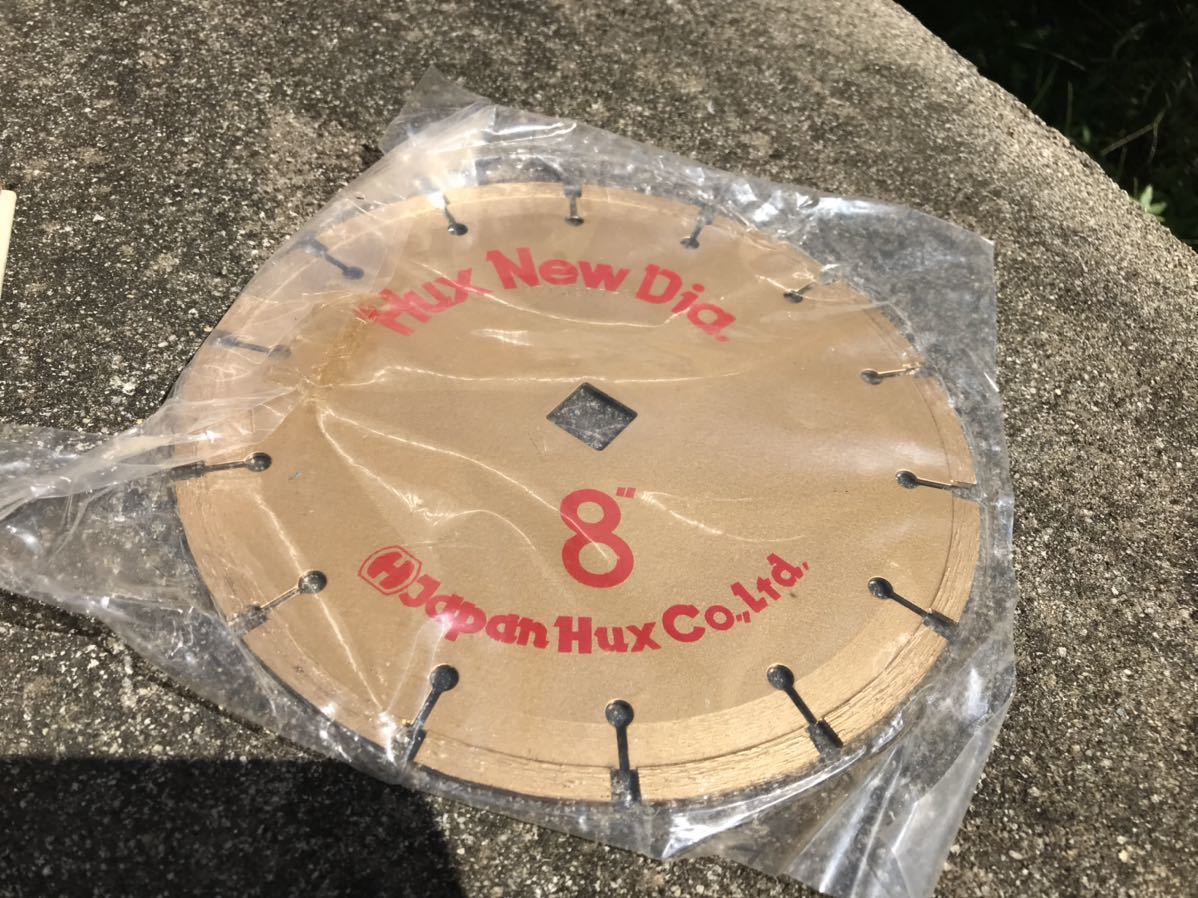 Hux New Dia.
8"
H Japan Hux Co.,Ltd.